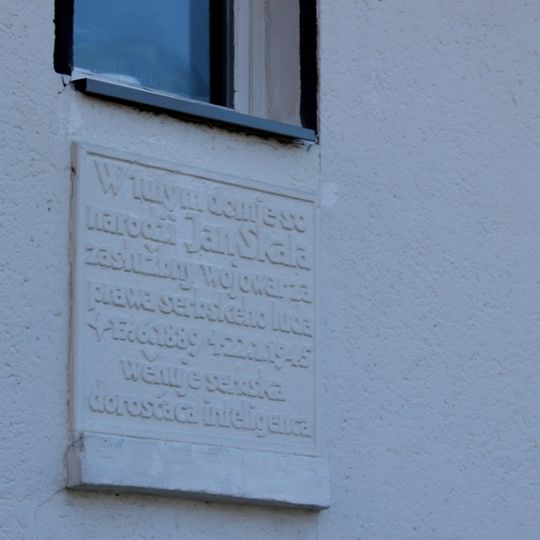 W tutym domje so
narodźi Jan Skala
zasłužbny wojowar za
prawa serbskeho luda
* 17.6.1889 † 22.1.1945
wěnuje serbska
dorosćaca inteligenca